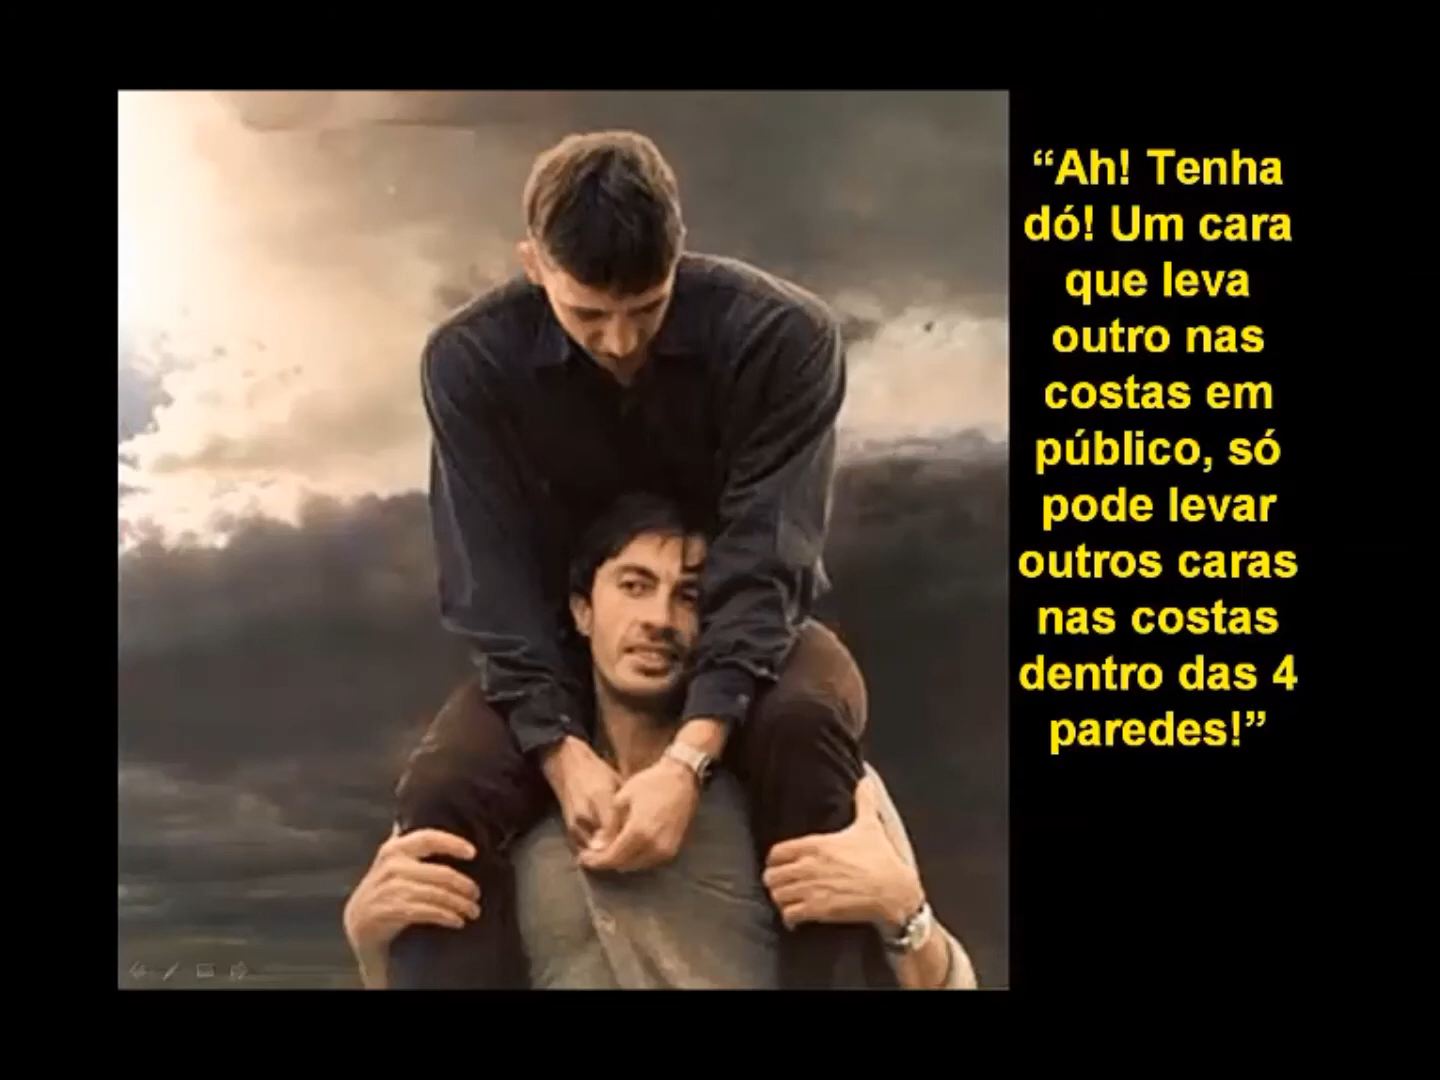 “Ah! Tenha
dó! Um cara
que leva
outro nas
costas em
público, só
pode levar
outros caras
nas costas
dentro das 4
paredes!”